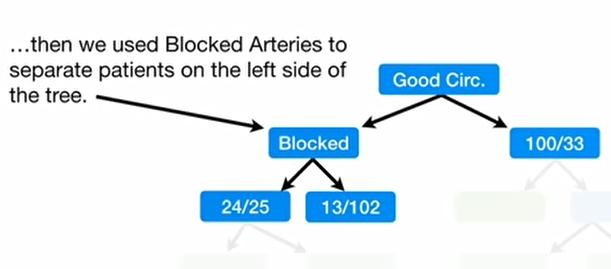 ...then we used Blocked Arteries to
separate patients on the left side of
the tree.
Good Circ.
Blocked
100/33
24/25
13/102